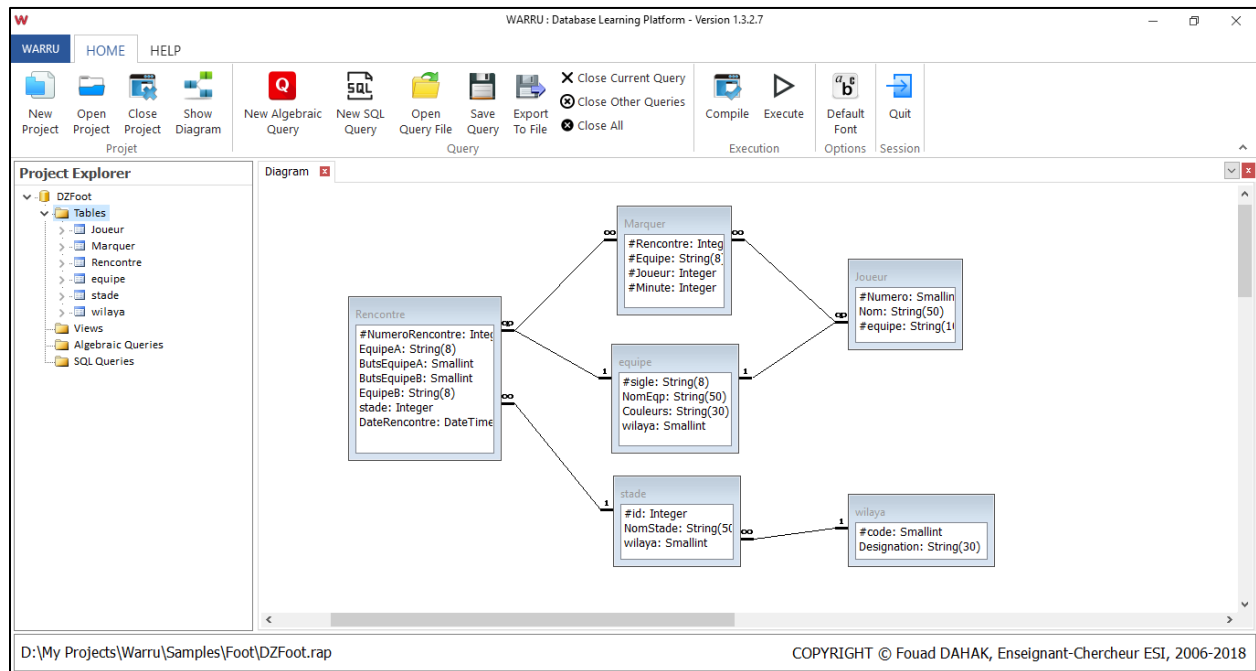 WARRU : Database Learning Platform - Version 1.3.2.7
WARRU HOME HELP
New Project
Open Project
Close Project
Show Diagram
Projet
New Algebraic Query
New SQL Query
Open Query File
Save Query
Export To File
Close Current Query
Close Other Queries
Close All
Query
Compile
Execute
Execution
Default Font
Options
Quit
Session
Project Explorer
DZFoot
Tables
Joueur
Marquer
Rencontre
equipe
stade
wilaya
Views
Algebraic Queries
SQL Queries
Diagram
Marquer
#Rencontre: Integ
#Equipe: String(8)
#Joueur: Integer
#Minute: Integer
Joueur
#Numero: Smallin
Nom: String(50)
#equipe: String(1
Rencontre
#NumeroRencontre: Integ
EquipeA: String(8)
ButsEquipeA: Smallint
ButsEquipeB: Smallint
EquipeB: String(8)
stade: Integer
DateRencontre: DateTime
equipe
#sigle: String(8)
NomEqp: String(50)
Couleurs: String(30)
wilaya: Smallint
stade
#id: Integer
NomStade: String(50
wilaya: Smallint
wilaya
#code: Smallint
Designation: String(30)
∞ ∞ ∞ ∞ 1 1 ∞ 1 ∞ 1
D:\My Projects\Warru\Samples\Foot\DZFoot.rap
COPYRIGHT © Fouad DAHAK, Enseignant-Chercheur ESI, 2006-2018